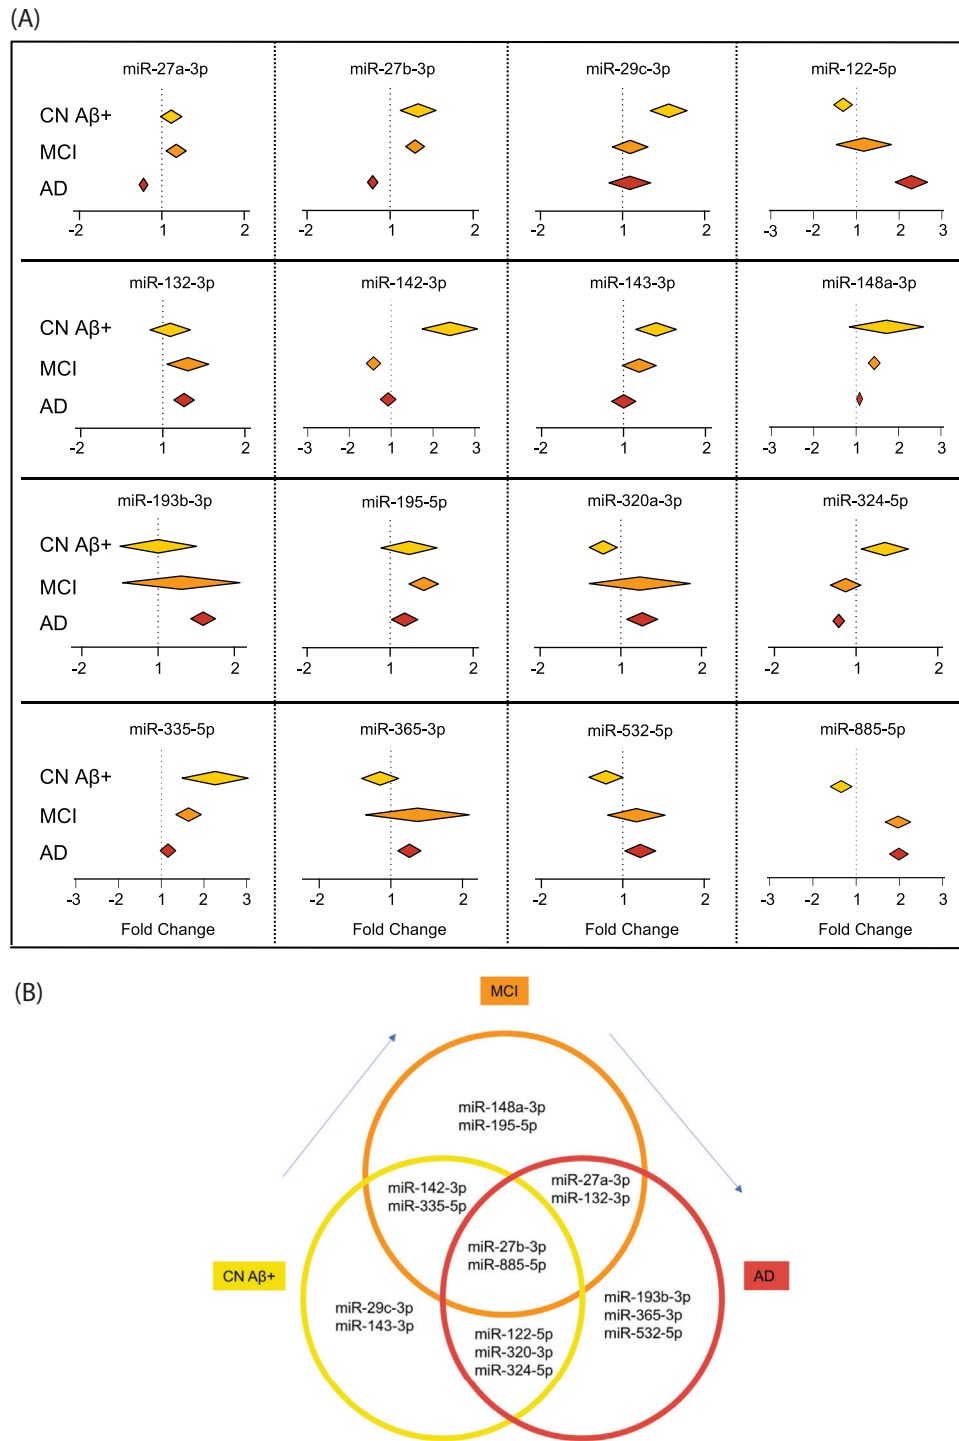 (A)
miR-27a-3p miR-27b-3p miR-29c-3p miR-122-5p
CN Aβ+
MCI
AD
-2 1 2 -2 1 2 -2 1 2 -3 -2 1 2 3
miR-132-3p miR-142-3p miR-143-3p miR-148a-3p
CN Aβ+
MCI
AD
-2 1 2 -3 -2 1 2 3 -2 1 2 -3 -2 1 2 3
miR-193b-3p miR-195-5p miR-320a-3p miR-324-5p
CN Aβ+
MCI
AD
-2 1 2 -2 1 2 -2 1 2 -2 1 2
miR-335-5p miR-365-3p miR-532-5p miR-885-5p
CN Aβ+
MCI
AD
-3 -2 1 2 3 -2 1 2 -2 1 2 -3 -2 1 2 3
Fold Change Fold Change Fold Change Fold Change
(B)
MCI
miR-148a-3p
miR-195-5p
miR-142-3p miR-27a-3p
miR-335-5p miR-132-3p
miR-27b-3p
miR-885-5p
CN Aβ+ AD
miR-29c-3p miR-193b-3p
miR-143-3p miR-365-3p
miR-532-5p
miR-122-5p
miR-320-3p
miR-324-5p